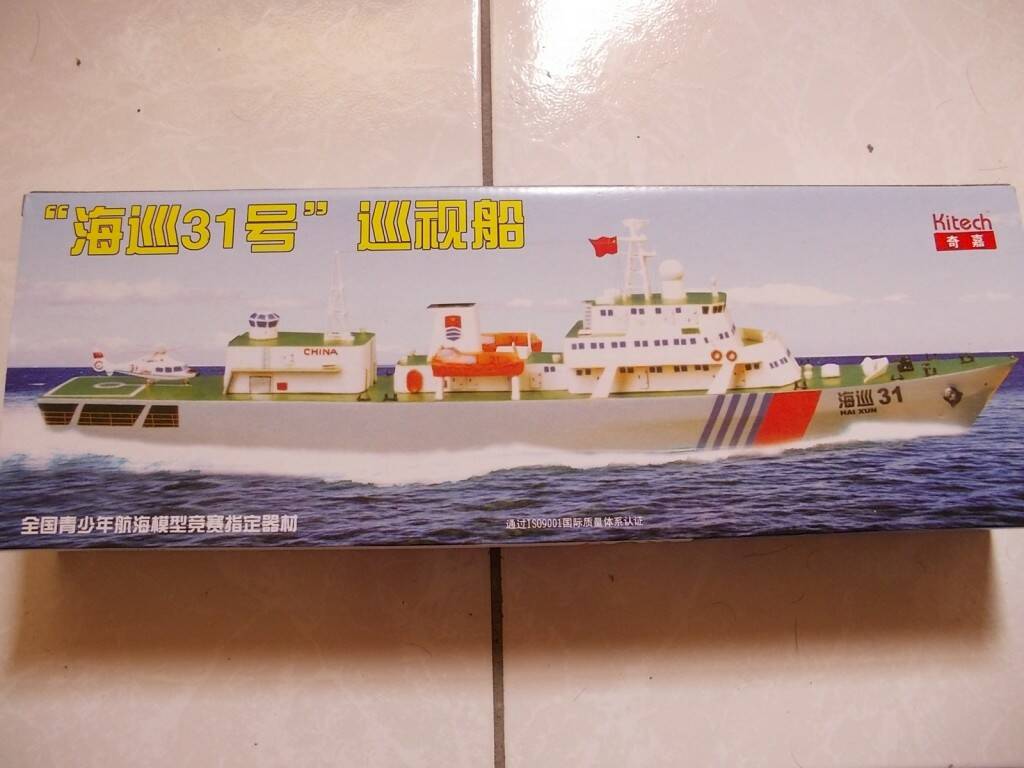 “海巡31号” 巡视船
Kitech
奇嘉
CHINA
海巡 31
HAI XUN
全国青少年航海模型竞赛指定器材
通过ISO9001国际质量体系认证